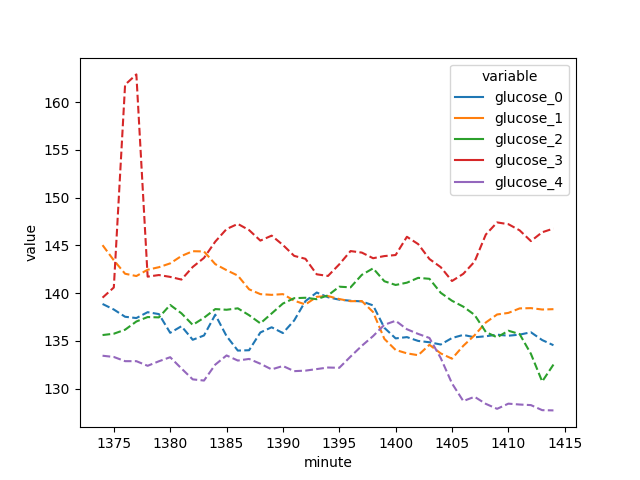 variable
glucose_0
glucose_1
glucose_2
glucose_3
glucose_4
160
155
150
145
140
135
130
value
1375 1380 1385 1390 1395 1400 1405 1410 1415
minute